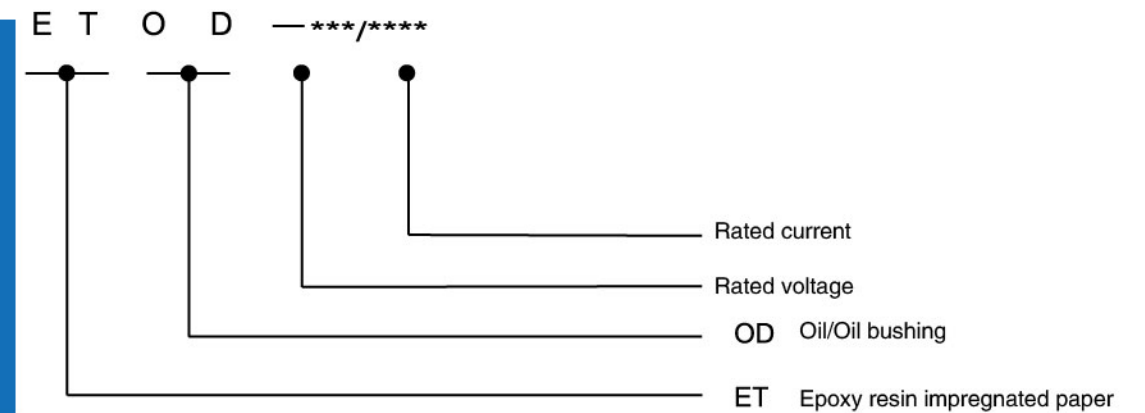 E T O D —***/****
Rated current
Rated voltage
OD Oil/Oil bushing
ET Epoxy resin impregnated paper